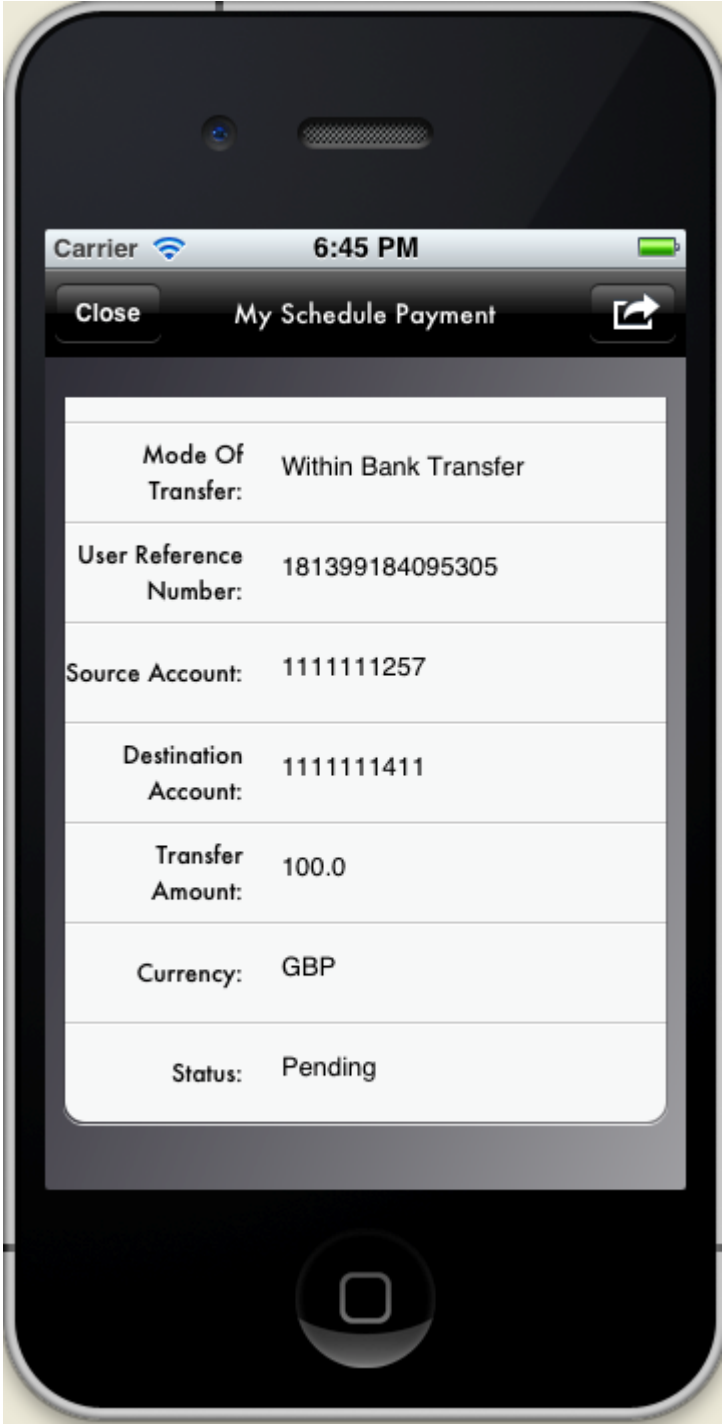 Carrier 6:45 PM
Close My Schedule Payment
Mode Of
Transfer: Within Bank Transfer
User Reference
Number: 181399184095305
Source Account: 1111111257
Destination
Account: 1111111411
Transfer
Amount: 100.0
Currency: GBP
Status: Pending